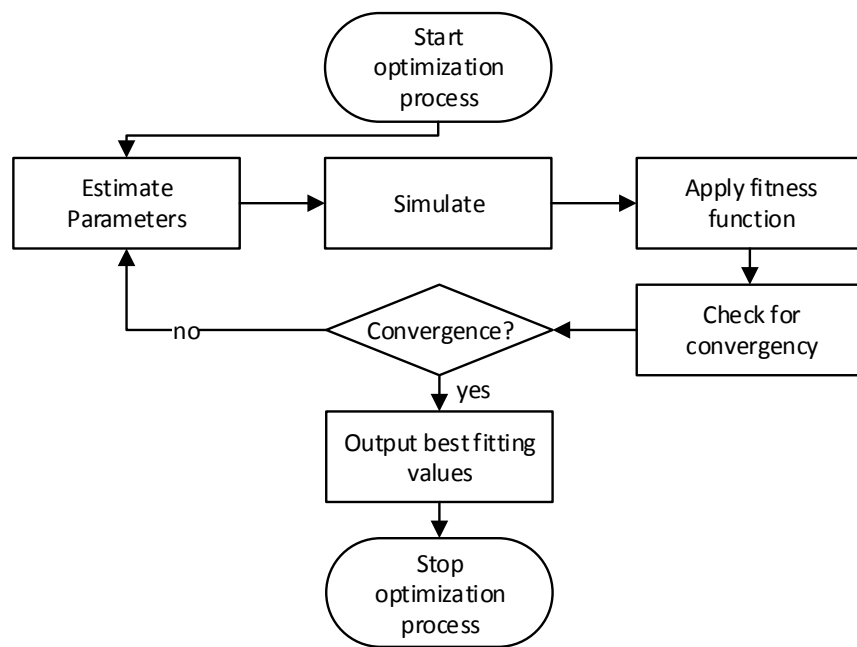 Start
optimization
process
Estimate
Parameters
Simulate
Apply fitness
function
Check for
convergency
Convergence?
no
yes
Output best fitting
values
Stop
optimization
process